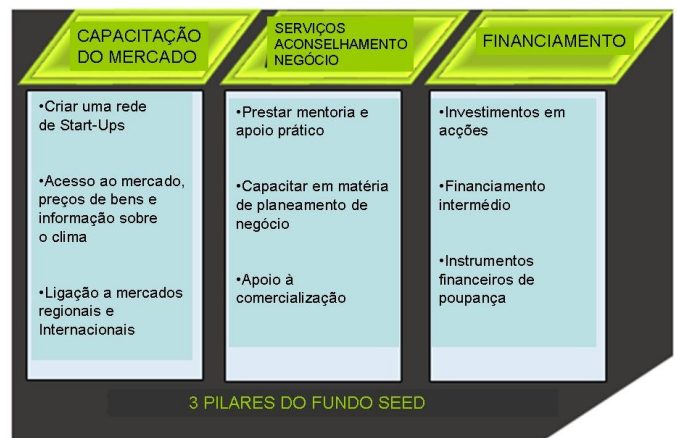 CAPACITAÇÃO
DO MERCADO
•Criar uma rede
de Start-Ups
•Acesso ao mercado,
preços de bens e
informação sobre
o clima
•Ligação a mercados
regionais e
Internacionais
SERVIÇOS
ACONSELHAMENTO
NEGÓCIO
•Prestar mentoria e
apoio prático
•Capacitar em matéria
de planeamento de
negócio
•Apoio à
comercialização
FINANCIAMENTO
•Investimentos em
acções
•Financiamento
intermédio
•Instrumentos
financeiros de
poupança
3 PILARES DO FUNDO SEED